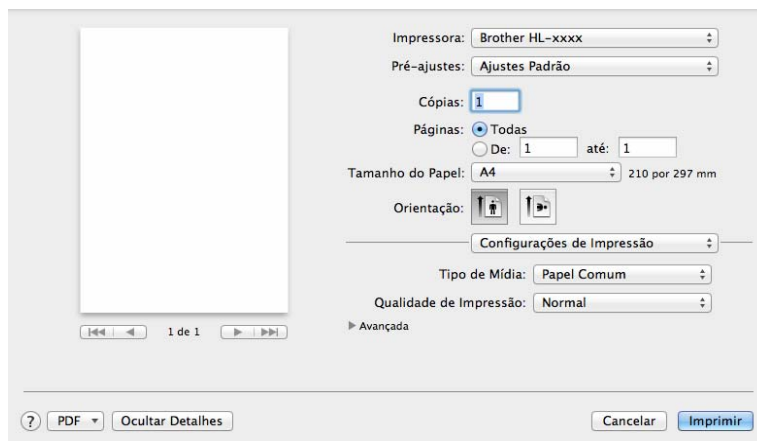 Impressora: Brother HL-xxxx
Pré-ajustes: Ajustes Padrão
Cópias: 1
Páginas: Todas
De: 1 até: 1
Tamanho do Papel: A4 210 por 297 mm
Orientação:
Configurações de Impressão
Tipo de Mídia: Papel Comum
Qualidade de Impressão: Normal
Avançada
1 de 1
? PDF Ocultar Detalhes Cancelar Imprimir